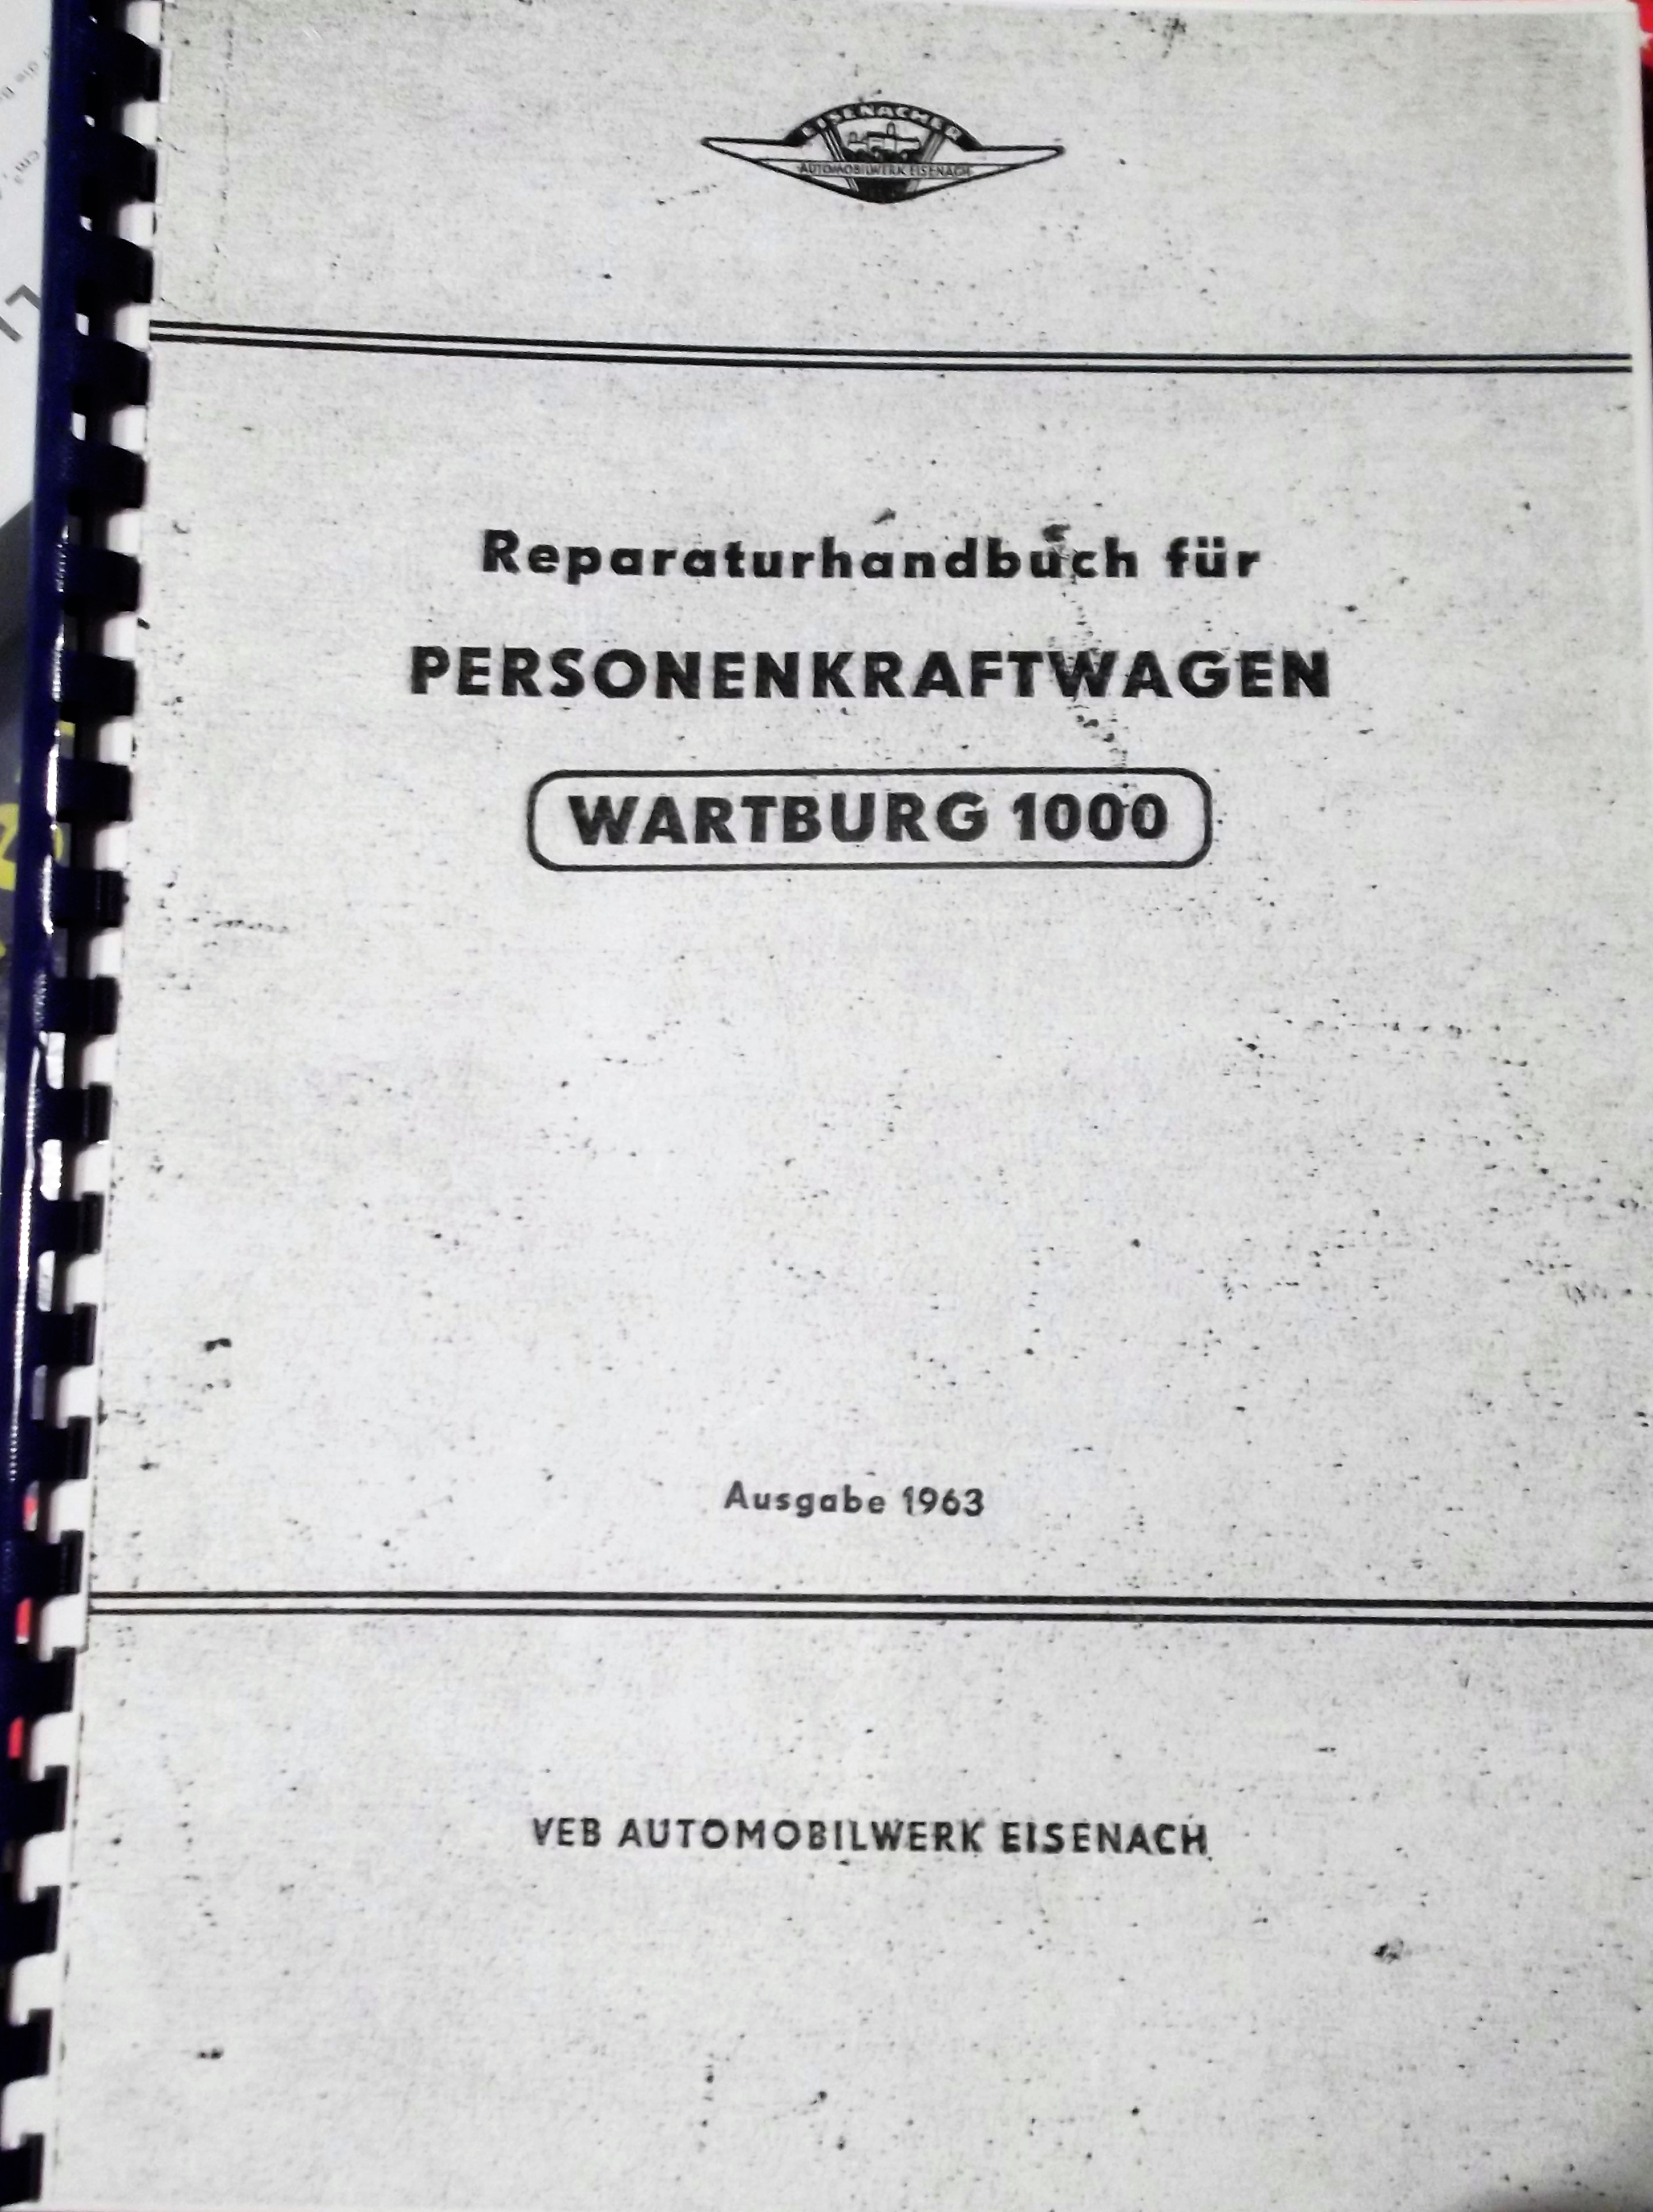 EISENACHER
AUTOMOBILWERK EISENACH
Reparaturhandbuch für
PERSONENKRAFTWAGEN
WARTBURG 1000
Ausgabe 1963
VEB AUTOMOBILWERK EISENACH